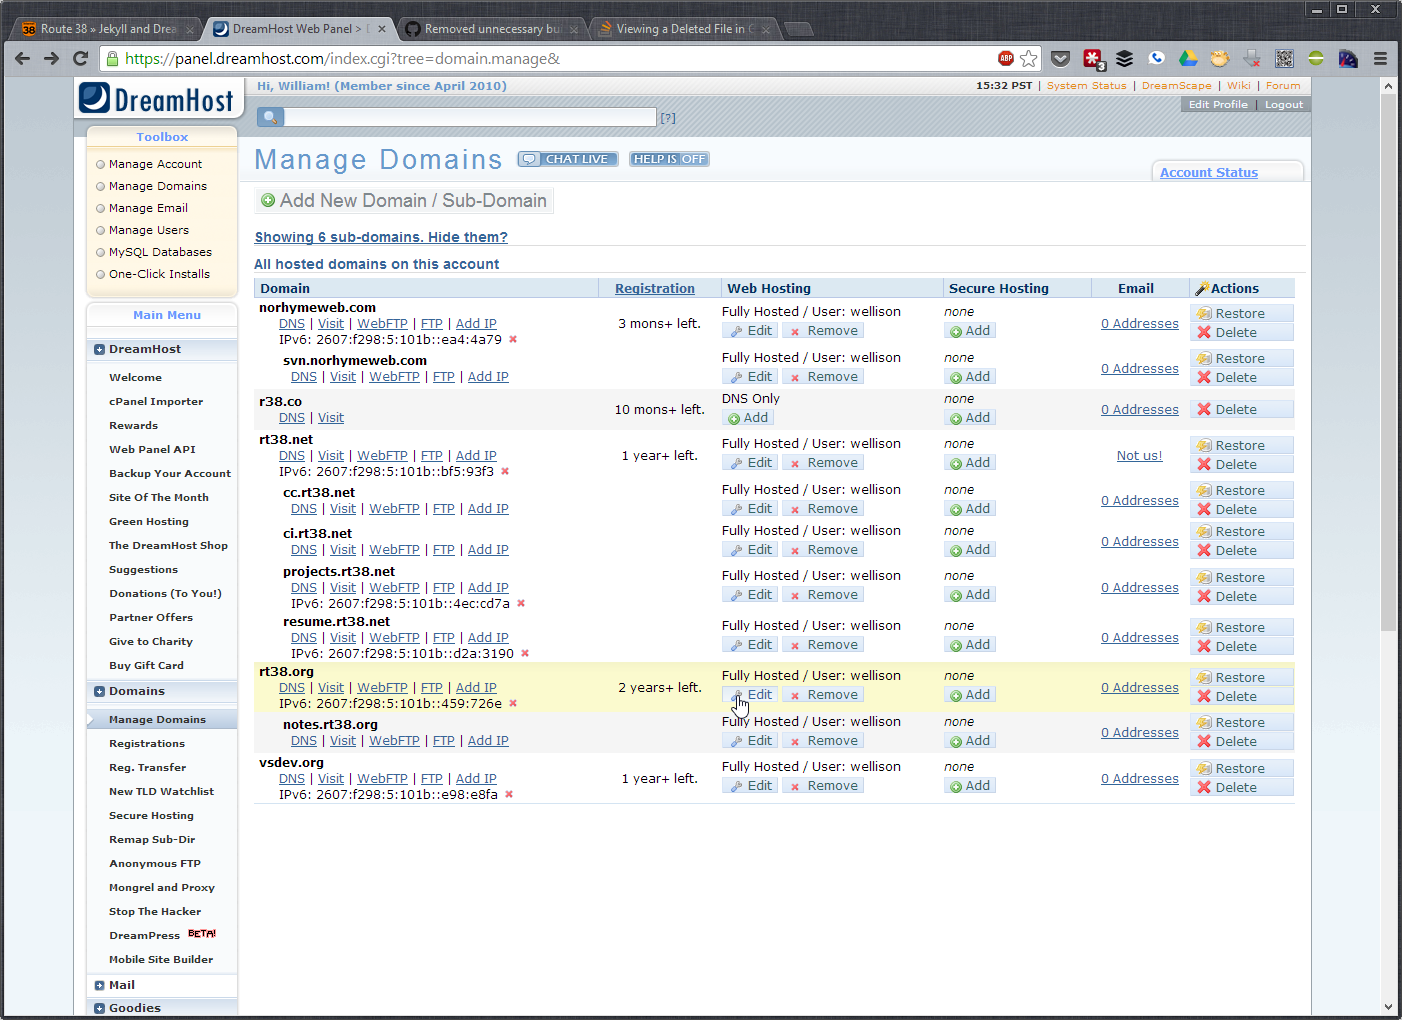 Route 38 » Jekyll and Drea
DreamHost Web Panel >
Removed unnecessary bu
Viewing a Deleted File in
https://panel.dreamhost.com/index.cgi?tree=domain.manage&
ABP
3
DreamHost
Hi, William! (Member since April 2010)
15:32 PST | System Status | DreamScape | Wiki | Forum
Edit Profile | Logout
[?]
Toolbox
Manage Account
Manage Domains
Manage Email
Manage Users
MySQL Databases
One-Click Installs
Main Menu
DreamHost
Welcome
cPanel Importer
Rewards
Web Panel API
Backup Your Account
Site Of The Month
Green Hosting
The DreamHost Shop
Suggestions
Donations (To You!)
Partner Offers
Give to Charity
Buy Gift Card
Domains
Manage Domains
Registrations
Reg. Transfer
New TLD Watchlist
Secure Hosting
Remap Sub-Dir
Anonymous FTP
Mongrel and Proxy
Stop The Hacker
DreamPress BETA!
Mobile Site Builder
Mail
Goodies
Manage Domains CHAT LIVE HELP IS OFF
Account Status
Add New Domain / Sub-Domain
Showing 6 sub-domains. Hide them?
All hosted domains on this account
Domain Registration Web Hosting Secure Hosting Email Actions
norhymeweb.com
DNS | Visit | WebFTP | FTP | Add IP
IPv6: 2607:f298:5:101b::ea4:4a79
3 mons+ left.
Fully Hosted / User: wellison
Edit Remove
none
Add
0 Addresses
Restore
Delete
svn.norhymeweb.com
DNS | Visit | WebFTP | FTP | Add IP
Fully Hosted / User: wellison
Edit Remove
none
Add
0 Addresses
Restore
Delete
r38.co
DNS | Visit
10 mons+ left.
DNS Only
Add
none
Add
0 Addresses
Delete
rt38.net
DNS | Visit | WebFTP | FTP | Add IP
IPv6: 2607:f298:5:101b::bf5:93f3
1 year+ left.
Fully Hosted / User: wellison
Edit Remove
none
Add
Not us!
Restore
Delete
cc.rt38.net
DNS | Visit | WebFTP | FTP | Add IP
Fully Hosted / User: wellison
Edit Remove
none
Add
0 Addresses
Restore
Delete
ci.rt38.net
DNS | Visit | WebFTP | FTP | Add IP
Fully Hosted / User: wellison
Edit Remove
none
Add
0 Addresses
Restore
Delete
projects.rt38.net
DNS | Visit | WebFTP | FTP | Add IP
IPv6: 2607:f298:5:101b::4ec:cd7a
Fully Hosted / User: wellison
Edit Remove
none
Add
0 Addresses
Restore
Delete
resume.rt38.net
DNS | Visit | WebFTP | FTP | Add IP
IPv6: 2607:f298:5:101b::d2a:3190
Fully Hosted / User: wellison
Edit Remove
none
Add
0 Addresses
Restore
Delete
rt38.org
DNS | Visit | WebFTP | FTP | Add IP
IPv6: 2607:f298:5:101b::459:726e
2 years+ left.
Fully Hosted / User: wellison
Edit Remove
none
Add
0 Addresses
Restore
Delete
notes.rt38.org
DNS | Visit | WebFTP | FTP | Add IP
Fully Hosted / User: wellison
Edit Remove
none
Add
0 Addresses
Restore
Delete
vsdev.org
DNS | Visit | WebFTP | FTP | Add IP
IPv6: 2607:f298:5:101b::e98:e8fa
1 year+ left.
Fully Hosted / User: wellison
Edit Remove
none
Add
0 Addresses
Restore
Delete